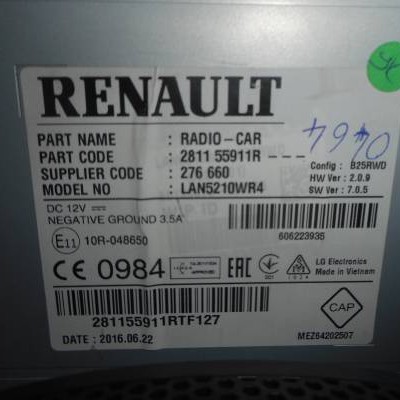 RENAULT
PART NAME : RADIO-CAR
PART CODE : 2811 55911R ---
SUPPLIER CODE : 276 660
MODEL NO : LAN5210WR4
Config : B25RWD
HW Ver : 2.0.9
SW Ver : 7.0.5
DC 12V
NEGATIVE GROUND 3.5A
606223935
E11 10R-048650
CE 0984
EAC
001
LG Electronics
Made in Vietnam
281155911RTF127
CAP
DATE : 2016.06.22
MEZ64202507